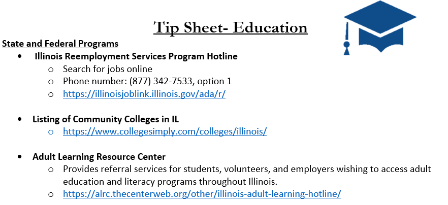 Tip Sheet- Education
State and Federal Programs
• Illinois Reemployment Services Program Hotline
o Search for jobs online
o Phone number: (877) 342-7533, option 1
o https://illinoisjoblink.illinois.gov/ada/r/
• Listing of Community Colleges in IL
o https://www.collegesimply.com/colleges/illinois/
• Adult Learning Resource Center
o Provides referral services for students, volunteers, and employers wishing to access adult
education and literacy programs throughout Illinois.
o https://alrc.thecenterweb.org/other/illinois-adult-learning-hotline/